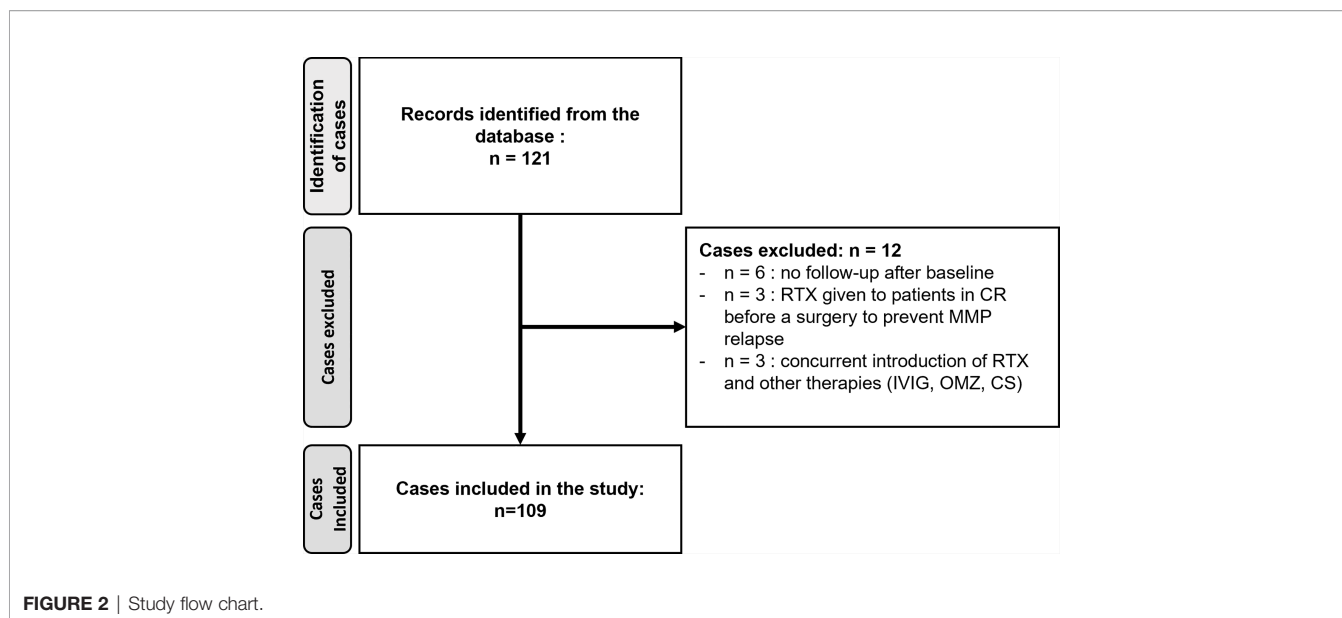 Identification
of cases
Records identified from the
database :
n = 121
Cases excluded
Cases excluded: n = 12
- n = 6 : no follow-up after baseline
- n = 3 : RTX given to patients in CR
before a surgery to prevent MMP
relapse
- n = 3 : concurrent introduction of RTX
and other therapies (IVIG, OMZ, CS)
Cases
Included
Cases included in the study:
n=109
FIGURE 2 | Study flow chart.